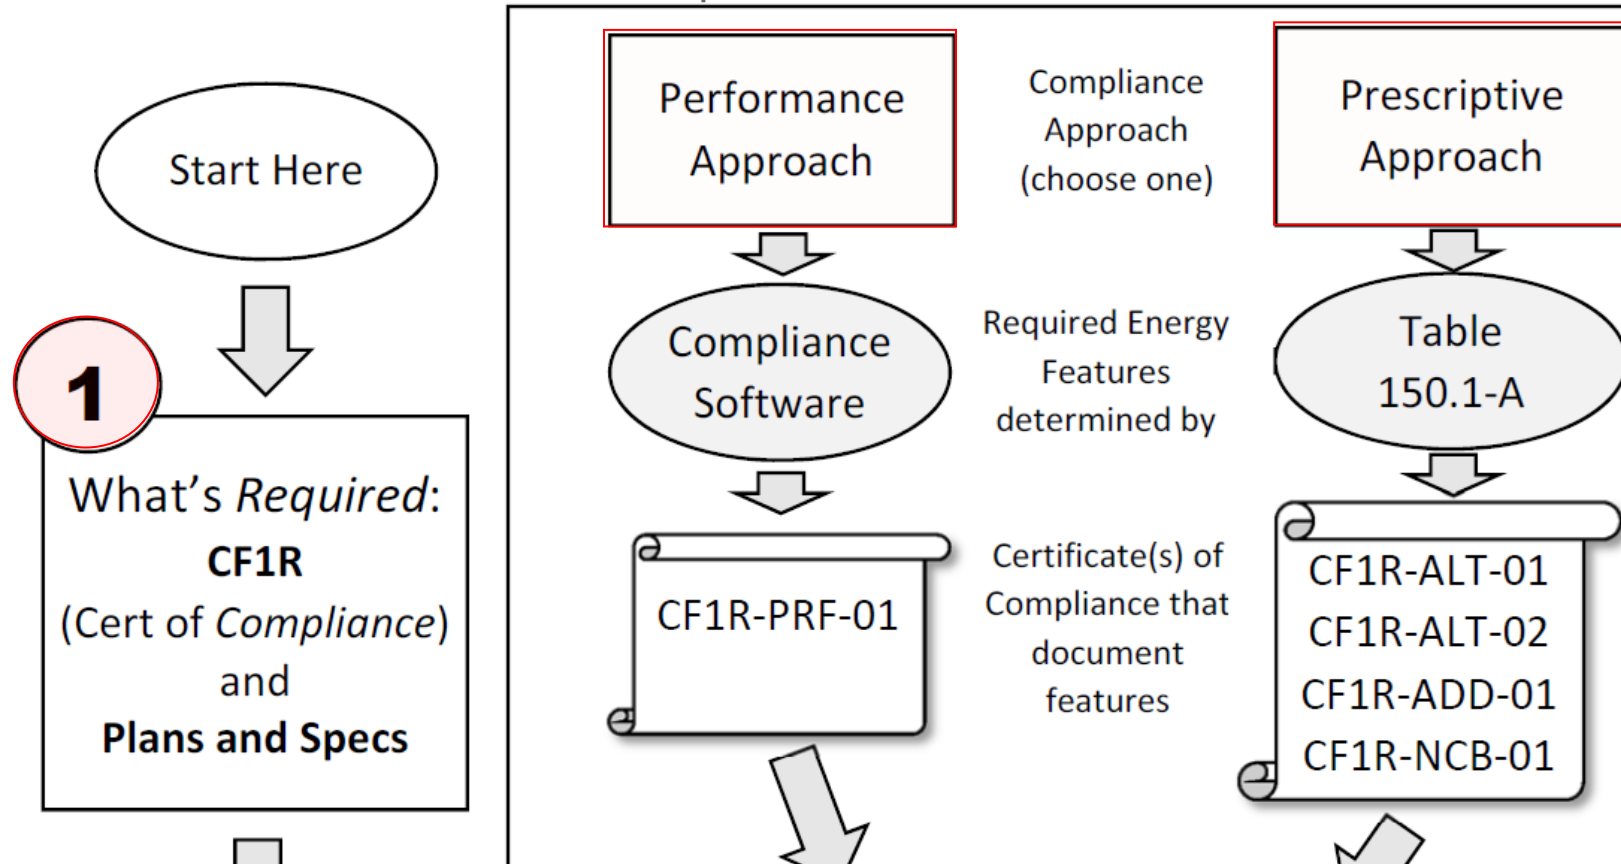 Start Here
1
What's Required:
CF1R
(Cert of Compliance)
and
Plans and Specs
Performance
Approach
Compliance
Approach
(choose one)
Prescriptive
Approach
Compliance
Software
Required Energy
Features
determined by
Table
150.1-A
CF1R-PRF-01
Certificate(s) of
Compliance that
document
features
CF1R-ALT-01
CF1R-ALT-02
CF1R-ADD-01
CF1R-NCB-01